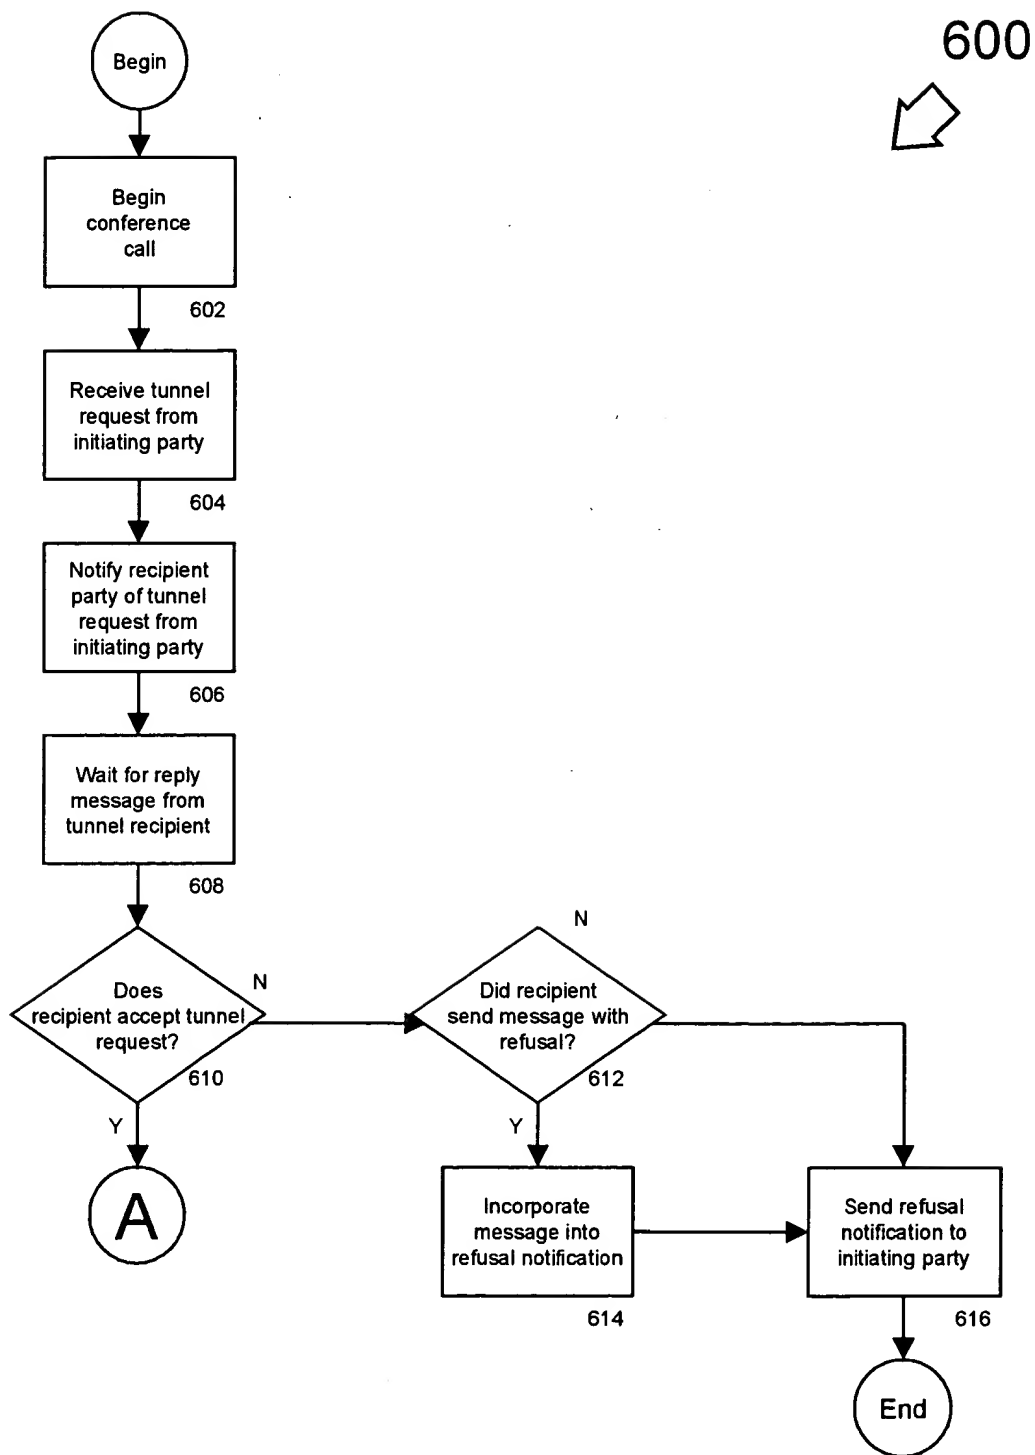 600
Begin
Begin
conference
call
602
Receive tunnel
request from
initiating party
604
Notify recipient
party of tunnel
request from
initiating party
606
Wait for reply
message from
tunnel recipient
608
Does
recipient accept tunnel
request?
610
N
Y
A
Did recipient
send message with
refusal?
612
N
Y
Incorporate
message into
refusal notification
614
Send refusal
notification to
initiating party
616
End